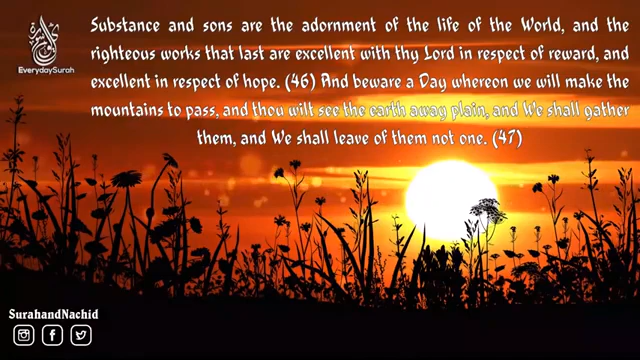 Substance and sons are the adornment of the life of the World, and the
righteous works that last are excellent with thy Lord in respect of reward, and
excellent in respect of hope. (46) And beware a Day whereon we will make the
mountains to pass, and thou wilt see the earth away plain, and We shall gather
them, and We shall leave of them not one. (47)
EverydaySurah
SurahandNachid